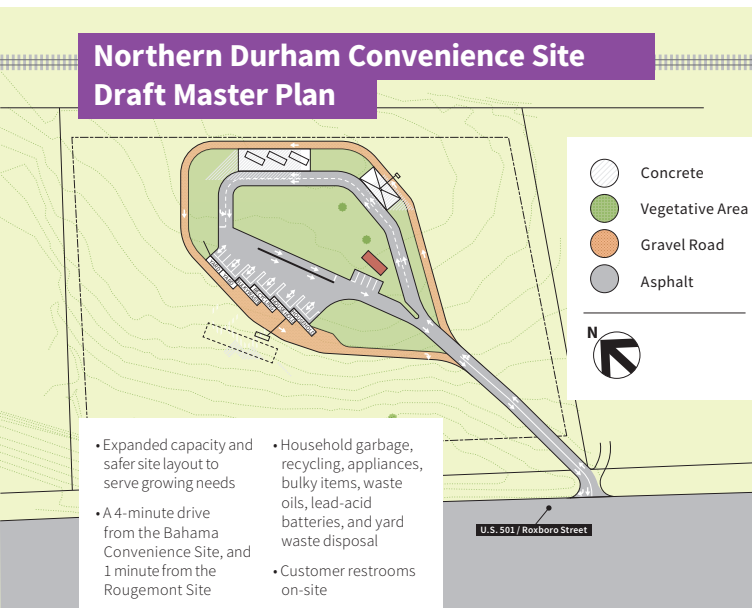 Northern Durham Convenience Site
Draft Master Plan
Concrete
Vegetative Area
Gravel Road
Asphalt
N
• Expanded capacity and
safer site layout to
serve growing needs
• A 4-minute drive
from the Bahama
Convenience Site, and
1 minute from the
Rougemont Site
• Household garbage,
recycling, appliances,
bulky items, waste
oils, lead-acid
batteries, and yard
waste disposal
• Customer restrooms
on-site
U.S. 501 / Roxboro Street